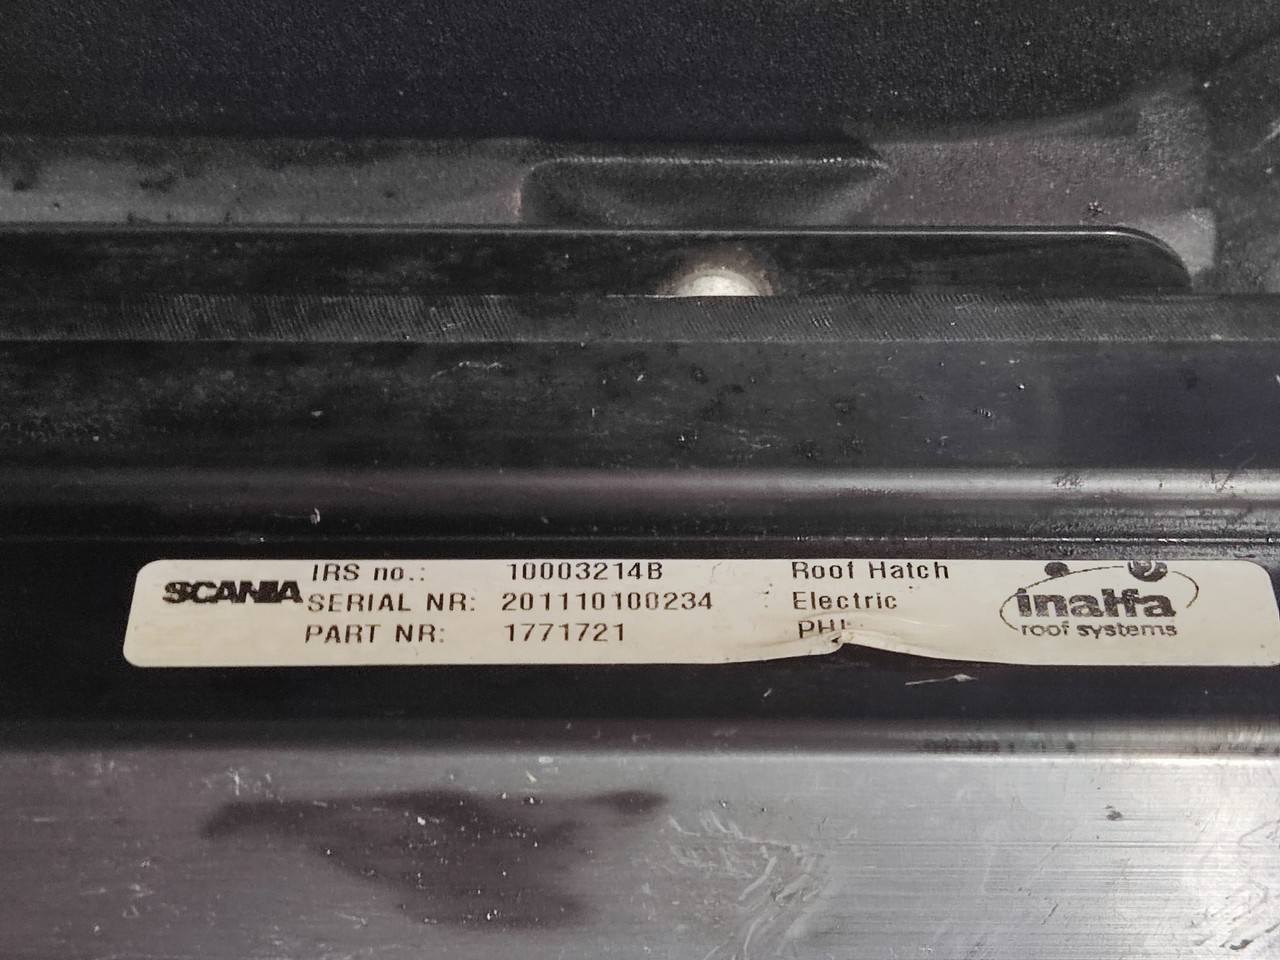 SCANIA
IRS no.: 10003214B
SERIAL NR: 201110100234
PART NR: 1771721
Roof Hatch
Electric
inalfa
roof systems